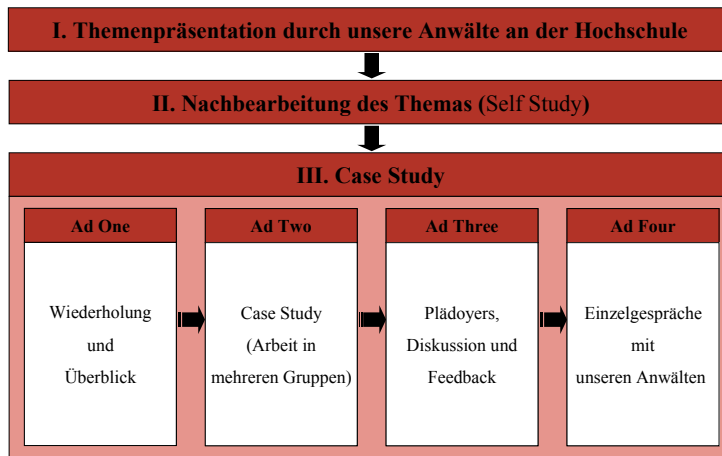 I. Themenpräsentation durch unsere Anwälte an der Hochschule
II. Nachbearbeitung des Themas (Self Study)
III. Case Study
Ad One
Wiederholung
und
Überblick
Ad Two
Case Study
(Arbeit in
mehreren Gruppen)
Ad Three
Plädoyers,
Diskussion und
Feedback
Ad Four
Einzelgespräche
mit
unseren Anwälten